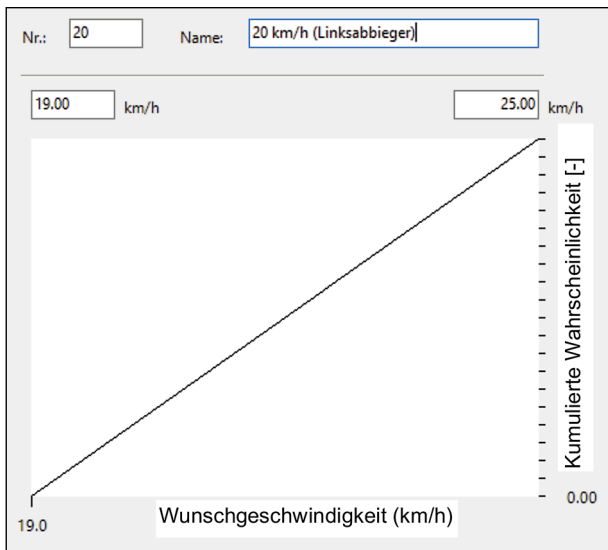 Nr.: 20 Name: 20 km/h (Linksabbieger)
19.00 km/h 25.00 km/h
Kumulierte Wahrscheinlichkeit [-]
0.00
19.0
Wunschgeschwindigkeit (km/h)